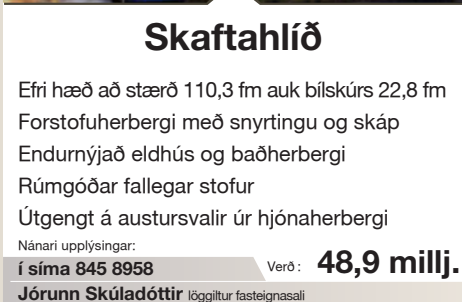 Skaftahlíð
Efri hæð að stærð 110,3 fm auk bílskúrs 22,8 fm
Forstofuherbergi með snyrtingu og skáp
Endurnýjað eldhús og baðherbergi
Rúmgóðar fallegar stofur
Útgengt á austursvalir úr hjónaherbergi
Nánari upplýsingar:
í síma 845 8958
Verð: 48,9 millj.
Jórunn Skúladóttir löggiltur fasteignasali